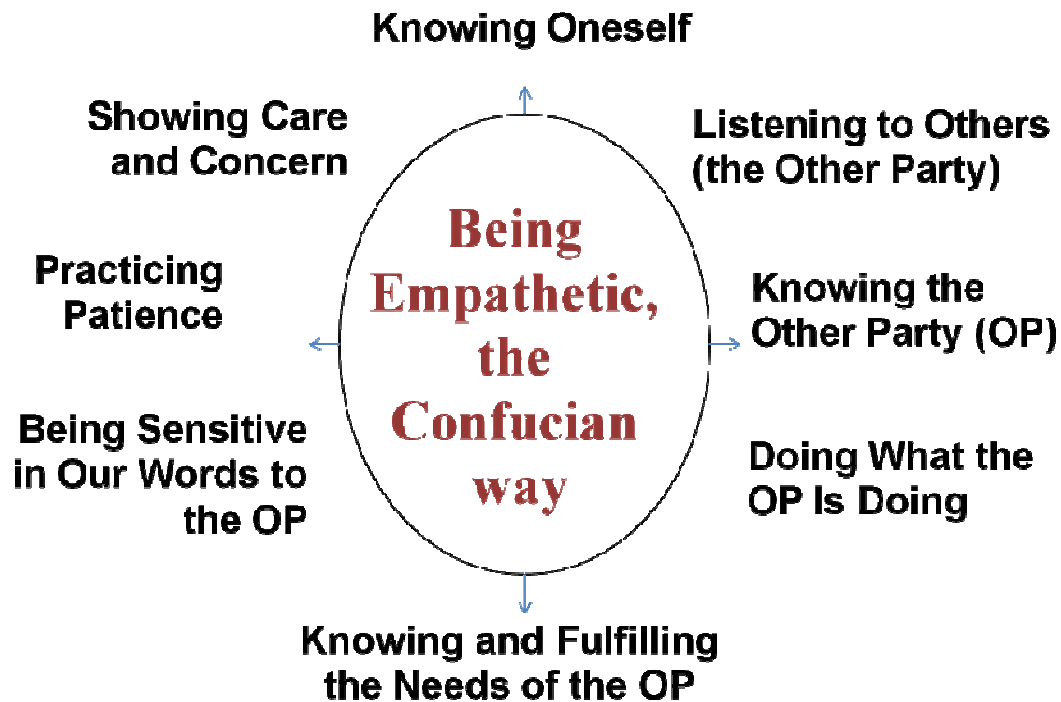 Knowing Oneself
Showing Care
and Concern
Listening to Others
(the Other Party)
Being
Empathetic,
the
Confucian
way
Practicing
Patience
Knowing the
Other Party (OP)
Being Sensitive
in Our Words to
the OP
Doing What the
OP Is Doing
Knowing and Fulfilling
the Needs of the OP